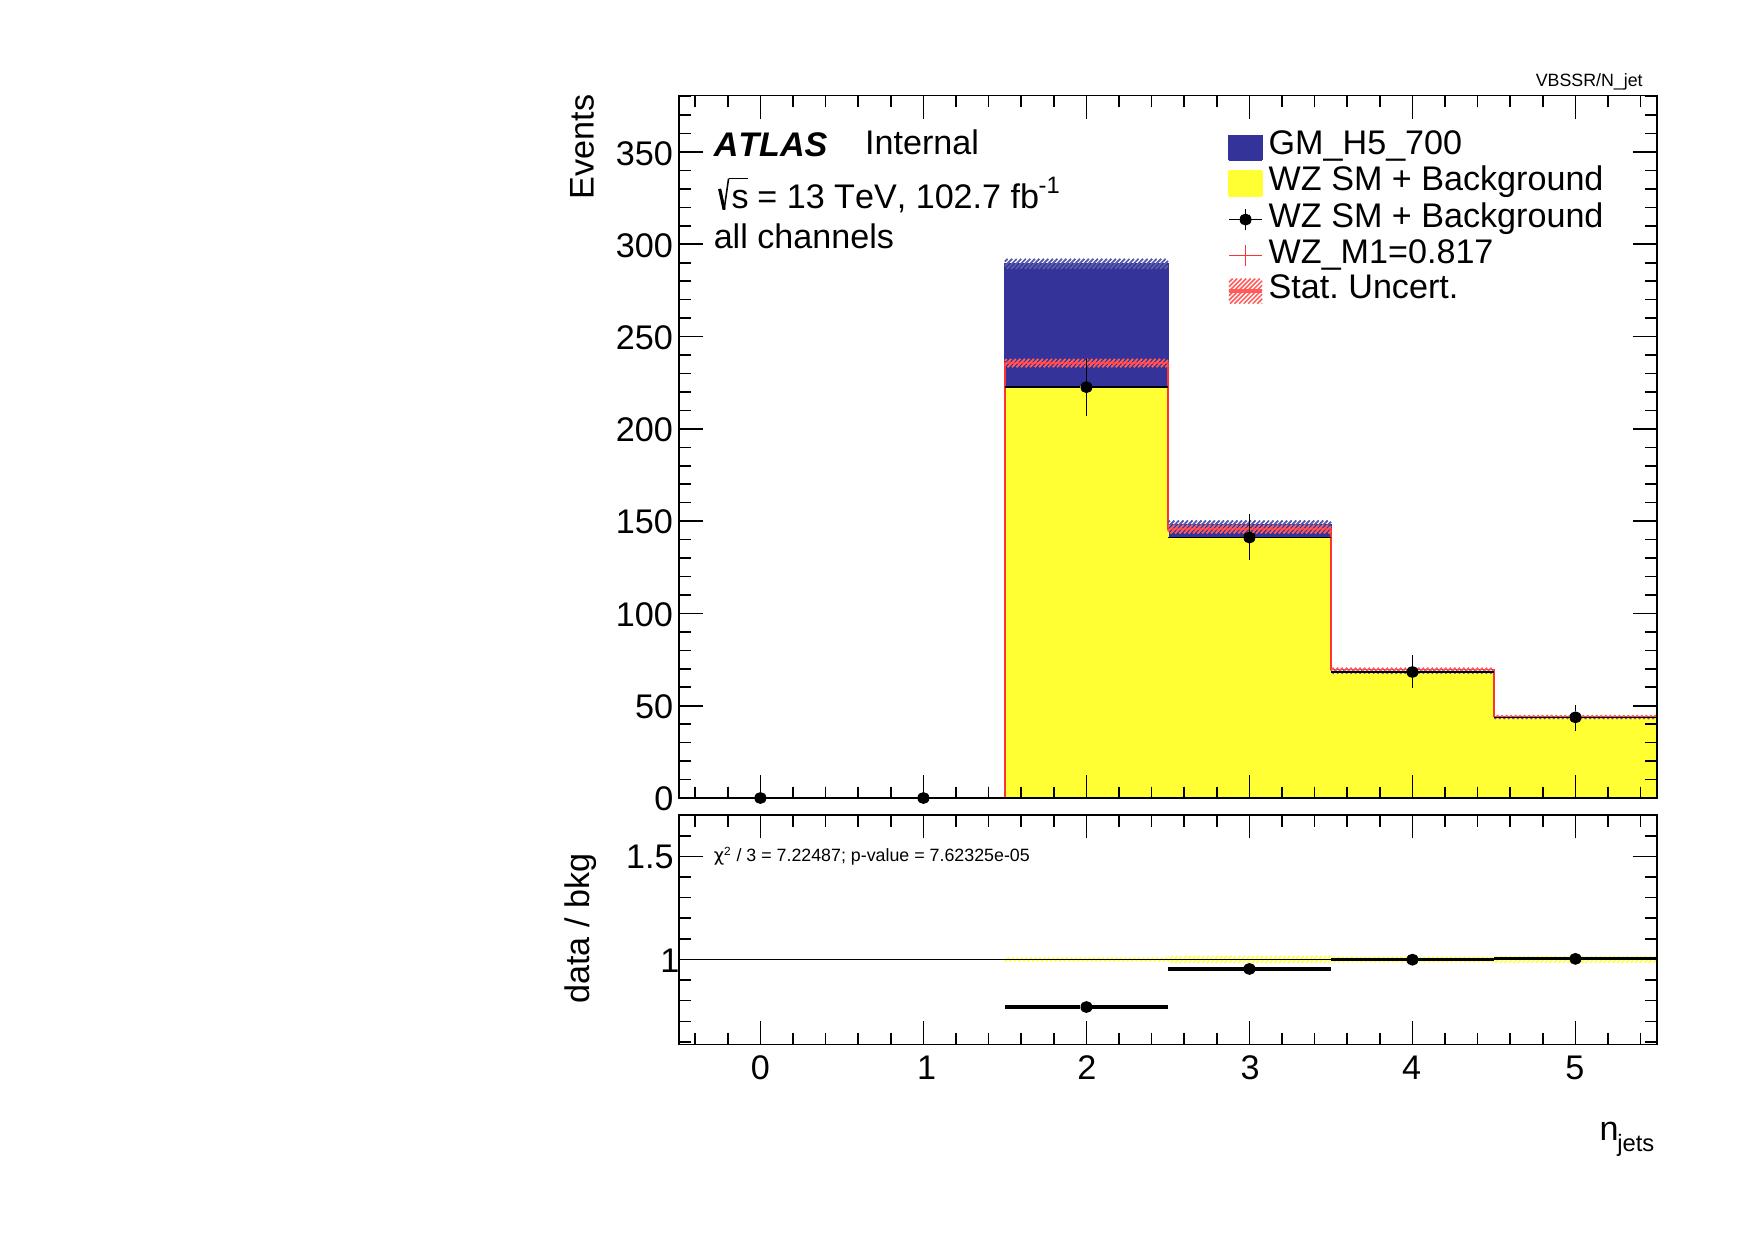 VBSSR/N_jet
Events
ATLAS Internal
√s = 13 TeV, 102.7 fb-1
all channels
GM_H5_700
WZ SM + Background
WZ SM + Background
WZ_M1=0.817
Stat. Uncert.
350
300
250
200
150
100
50
0
data / bkg
χ2 / 3 = 7.22487; p-value = 7.62325e-05
1.5
1
0 1 2 3 4 5
njets